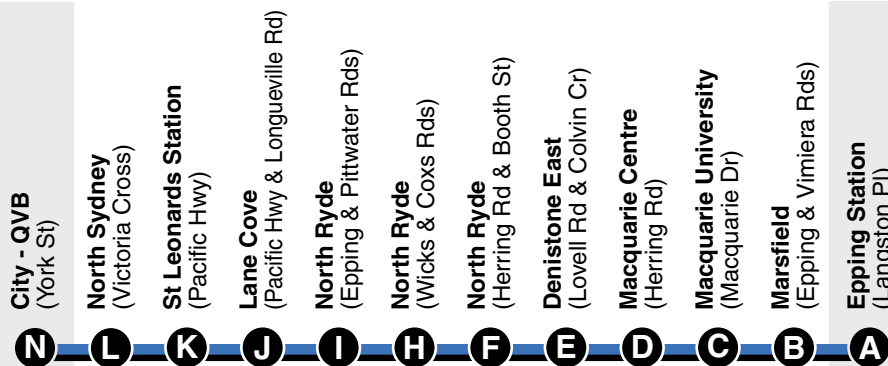 City - QVB
(York St)
North Sydney
(Victoria Cross)
St Leonards Station
(Pacific Hwy)
Lane Cove
(Pacific Hwy & Longueville Rd)
North Ryde
(Epping & Pittwater Rds)
North Ryde
(Wicks & Coxs Rds)
North Ryde
(Herring Rd & Booth St)
Denistone East
(Lovell Rd & Colvin Cr)
Macquarie Centre
(Herring Rd)
Macquarie University
(Macquarie Dr)
Marsfield
(Epping & Vimiera Rds)
Epping Station
(Langston Pl)
N L K J I H F E D C B A